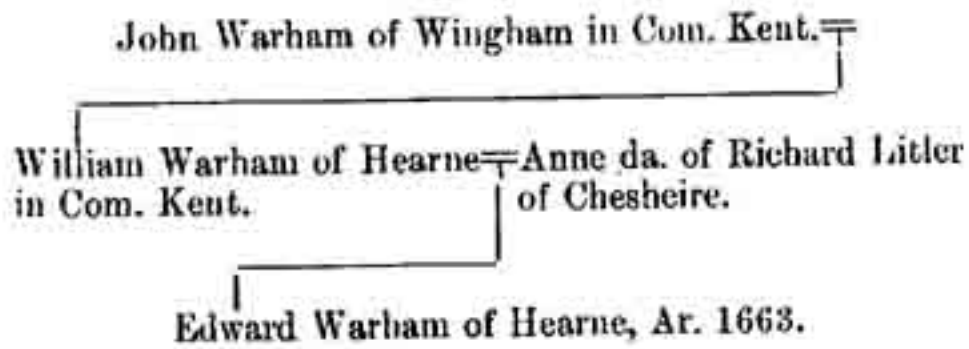 John Warham of Wingham in Com. Kent.
William Warham of Hearne=Anne da. of Richard Litler
in Com. Kent. of Chesheire.
Edward Warham of Hearne, Ar. 1663.